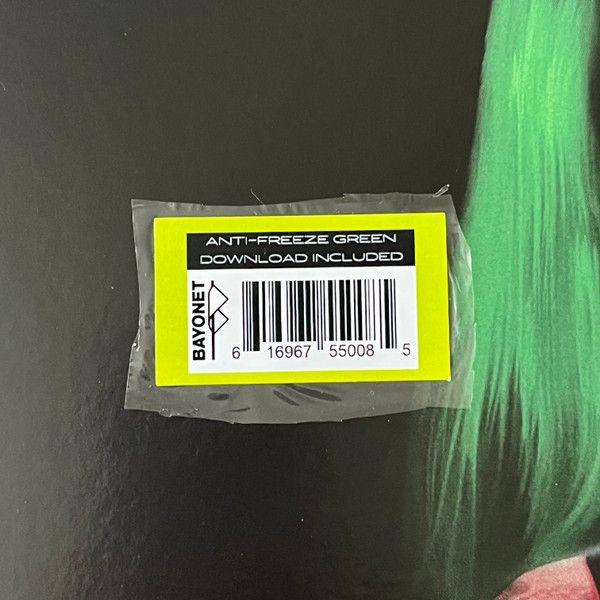 ANTI-FREEZE GREEN
DOWNLOAD INCLUDED
BAYONET
6 16967 55008 5